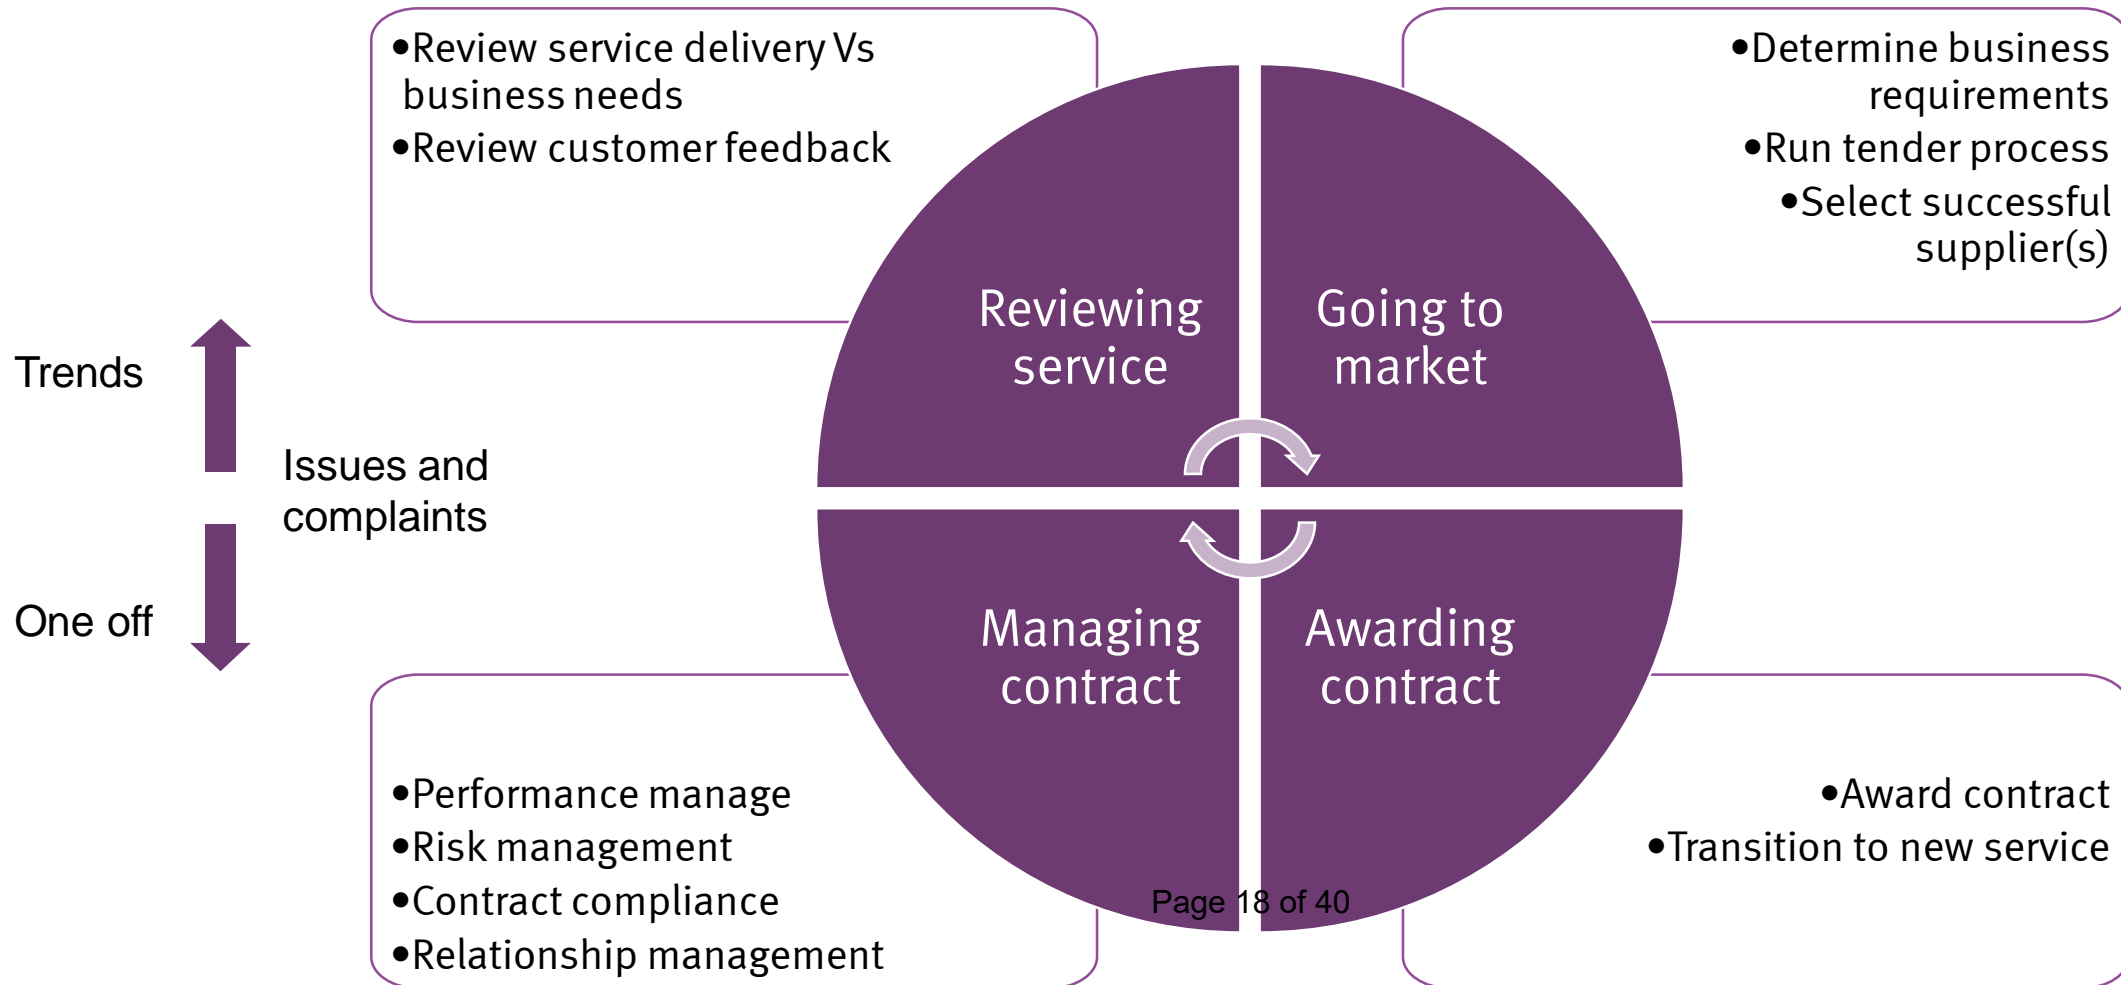 •Review service delivery Vs
business needs
•Review customer feedback
•Determine business
requirements
•Run tender process
•Select successful
supplier(s)
Reviewing
service
Going to
market
Trends
Issues and
complaints
One off
Managing
contract
Awarding
contract
•Performance manage
•Risk management
•Contract compliance
•Relationship management
•Award contract
•Transition to new service
Page 18 of 40